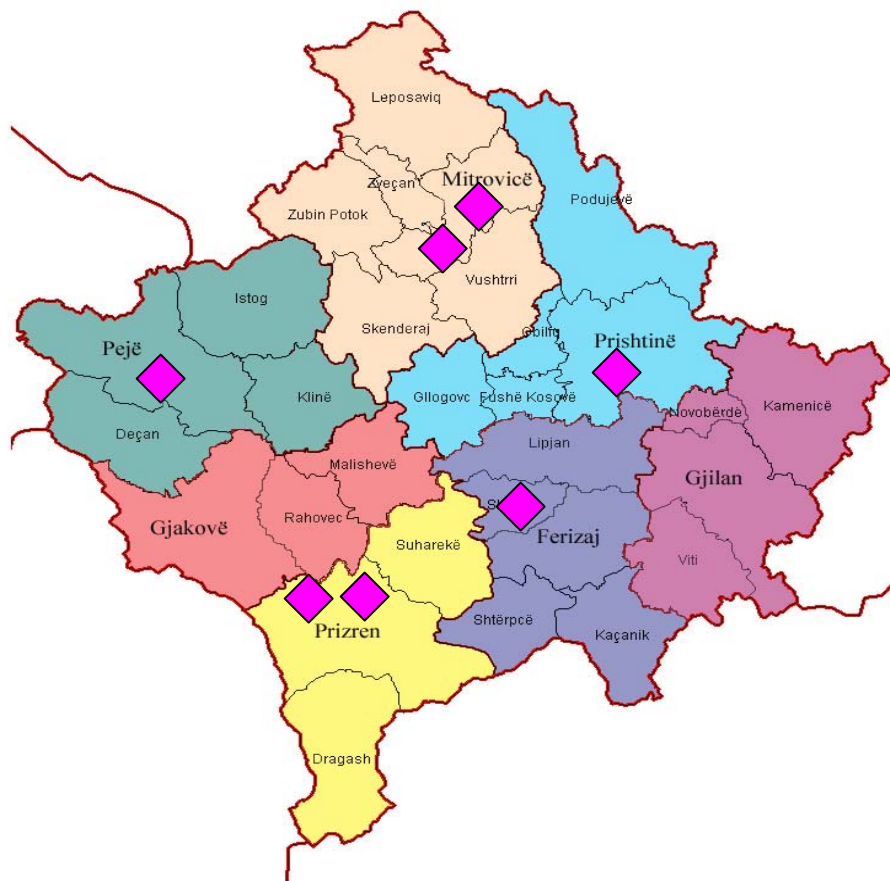 Leposaviq
Zveçan
Mitrovicë
Zubin Potok
Podujevë
Vushtrri
Istog
Skenderaj
Prishtinë
Pejë
Gllogovc
Fushë Kosovë
Klinë
Novobërdë
Kamenicë
Deçan
Lipjan
Malishevë
Gjilan
Gjakovë
Rahovec
Ferizaj
Suharekë
Viti
Shtërpcë
Prizren
Kaçanik
Dragash